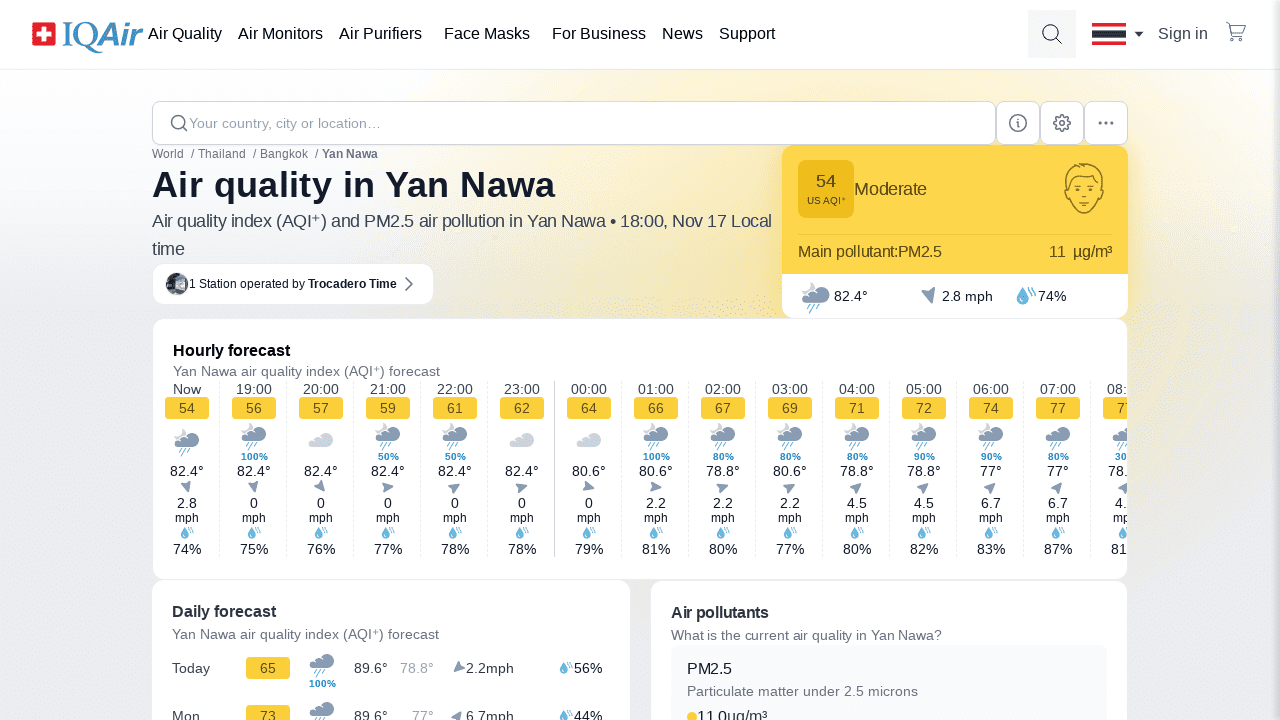 IQAir
Air Quality Air Monitors Air Purifiers Face Masks For Business News Support
Sign in
Your country, city or location…
World / Thailand / Bangkok / Yan Nawa
Air quality in Yan Nawa
Air quality index (AQI⁺) and PM2.5 air pollution in Yan Nawa • 18:00, Nov 17 Local
time
1 Station operated by Trocadero Time
54
US AQI⁺
Moderate
Main pollutant:PM2.5 11 µg/m³
82.4° 2.8 mph 74%
Hourly forecast
Yan Nawa air quality index (AQI⁺) forecast
Now 19:00 20:00 21:00 22:00 23:00 00:00 01:00 02:00 03:00 04:00 05:00 06:00 07:00 08:
54 56 57 59 61 62 64 66 67 69 71 72 74 77 7
100% 50% 50% 100% 80% 80% 80% 90% 90% 80% 30
82.4° 82.4° 82.4° 82.4° 82.4° 82.4° 80.6° 80.6° 78.8° 80.6° 78.8° 78.8° 77° 77° 78.
2.8 0 0 0 0 0 0 2.2 2.2 2.2 4.5 4.5 6.7 6.7 4.
mph mph mph mph mph mph mph mph mph mph mph mph mph mph mp
74% 75% 76% 77% 78% 78% 79% 81% 80% 77% 80% 82% 83% 87% 81
Daily forecast
Yan Nawa air quality index (AQI⁺) forecast
Today 65 89.6° 78.8° 2.2mph 56%
100%
Mon 73 89.6° 77° 6.7mph 44%
Air pollutants
What is the current air quality in Yan Nawa?
PM2.5
Particulate matter under 2.5 microns
11.0µg/m³